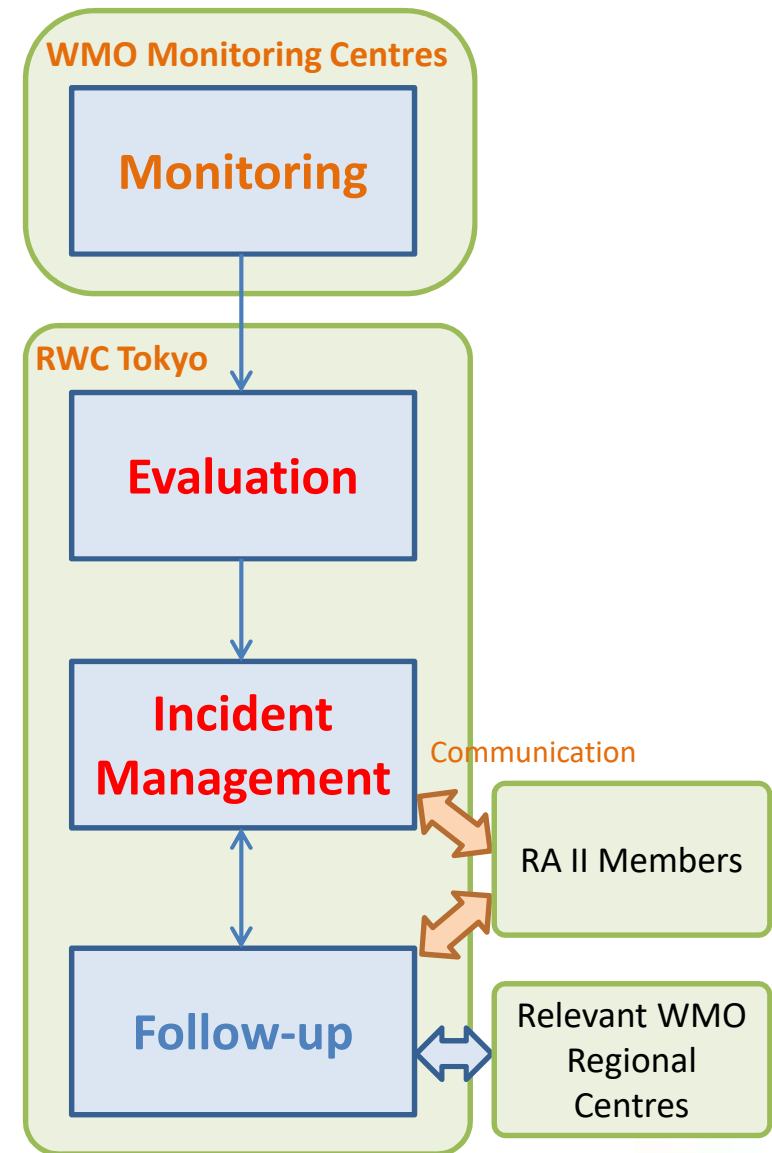 WMO Monitoring Centres
Monitoring
RWC Tokyo
Evaluation
Incident
Management
Communication
RA II Members
Follow-up
Relevant WMO
Regional
Centres